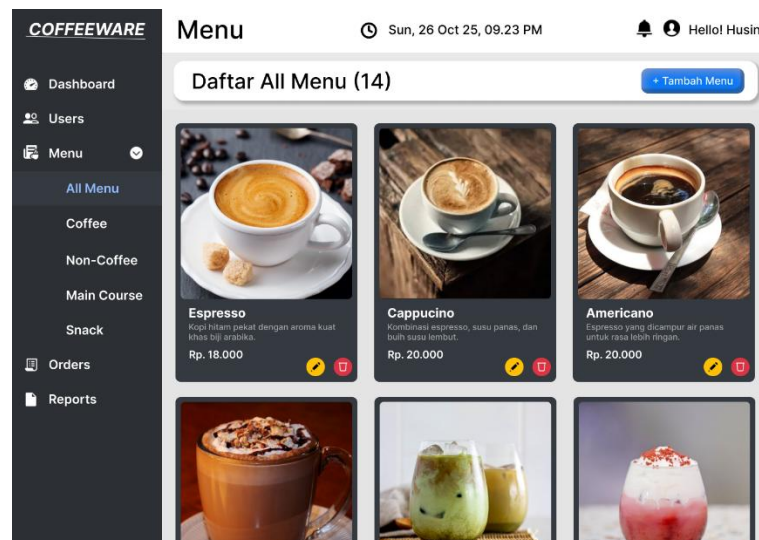 COFFEEWARE
Menu
Sun, 26 Oct 25, 09.23 PM
Hello! Husin
Dashboard
Users
Menu
All Menu
Coffee
Non-Coffee
Main Course
Snack
Orders
Reports
Daftar All Menu (14)
+ Tambah Menu
Espresso
Kopi hitam pekat dengan aroma kuat
khas biji arabika.
Rp. 18.000
Cappucino
Kombinasi espresso, susu panas, dan
buih susu lembut.
Rp. 20.000
Americano
Espresso yang dicampur air panas
untuk rasa lebih ringan.
Rp. 20.000